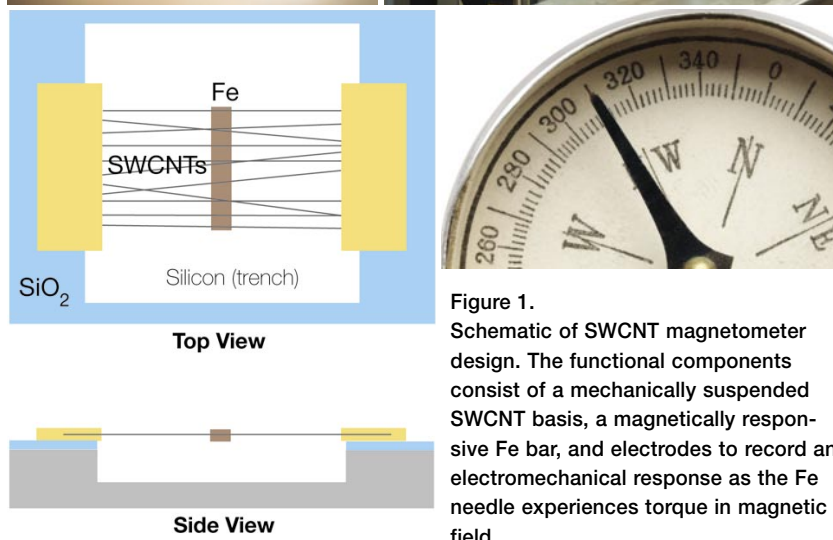 Fe
SWCNTs
Silicon (trench)
SiO2
Top View
Side View
260
280
300
320
340
0
W
W
N
NE
Figure 1.
Schematic of SWCNT magnetometer
design. The functional components
consist of a mechanically suspended
SWCNT basis, a magnetically respon-
sive Fe bar, and electrodes to record an
electromechanical response as the Fe
needle experiences torque in magnetic
field.